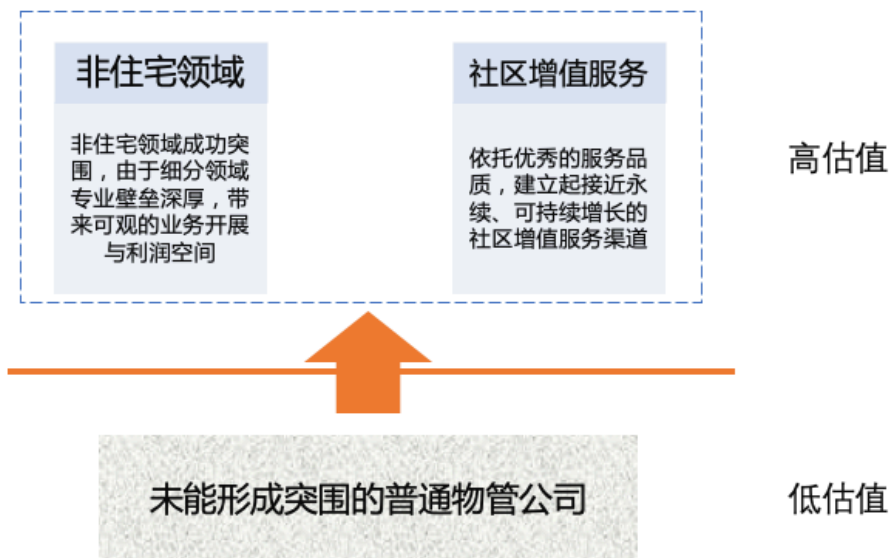 非住宅领域
非住宅领域成功突
围，由于细分领域
专业壁垒深厚，带
来可观的业务开展
与利润空间
社区增值服务
依托优秀的服务品
质，建立起接近永
续、可持续增长的
社区增值服务渠道
高估值
未能形成突围的普通物管公司
低估值